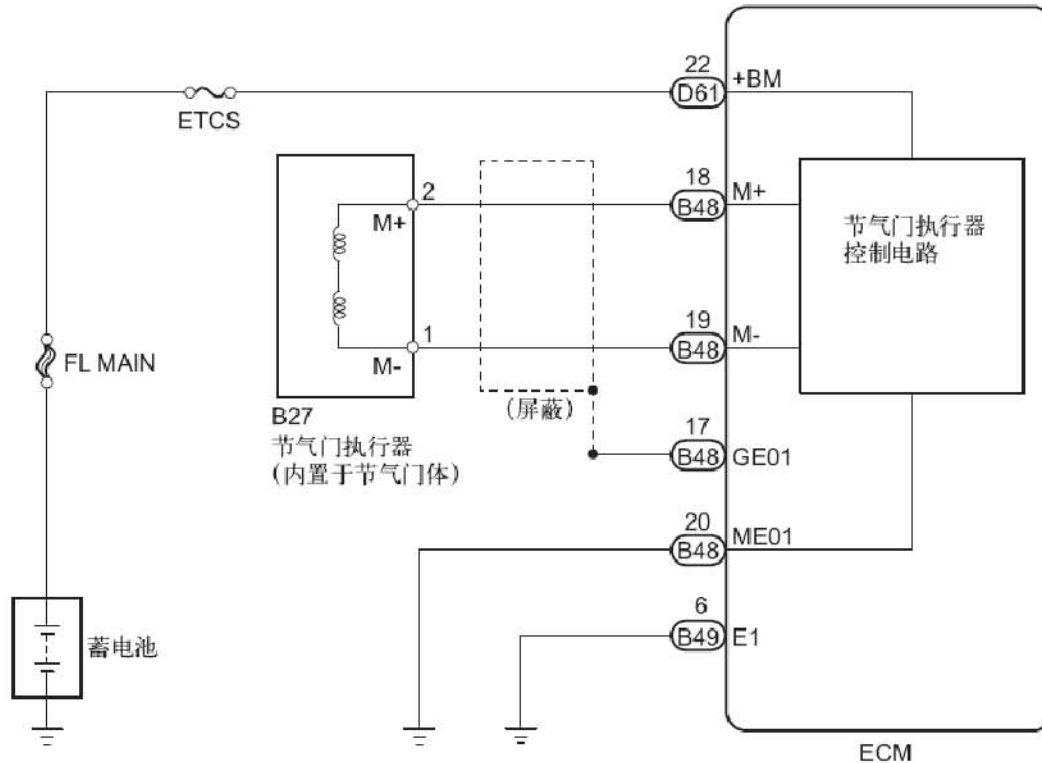 22
D61
+BM
ETCS
2
M+
18
B48
M+
节气门执行器
控制电路
FL MAIN
1
M-
19
B48
M-
(屏蔽)
B27
节气门执行器
(内置于节气门体)
17
B48
GE01
20
B48
ME01
6
B49
E1
蓄电池
ECM